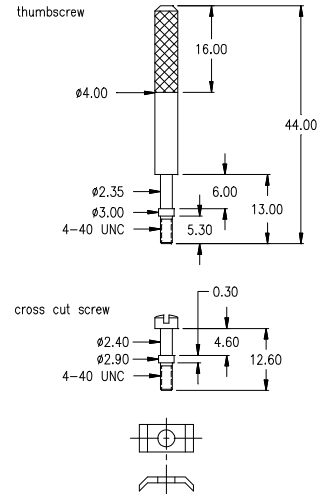 thumbscrew
16.00
ø4.00
44.00
ø2.35
6.00
ø3.00
13.00
5.30
4-40 UNC
0.30
cross cut screw
ø2.40
4.60
12.60
ø2.90
4-40 UNC